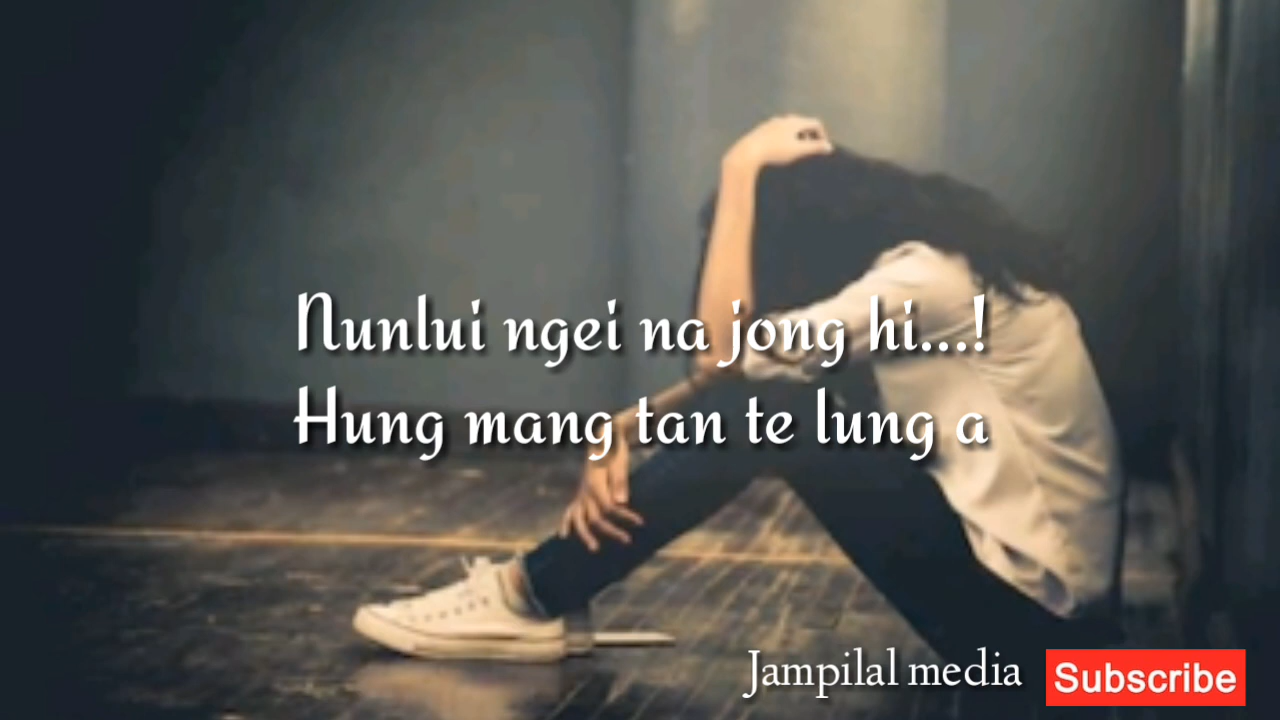 Nunlui ngei na jong hi...!
Hung mang tan te lung a
Jampilal media
Subscribe